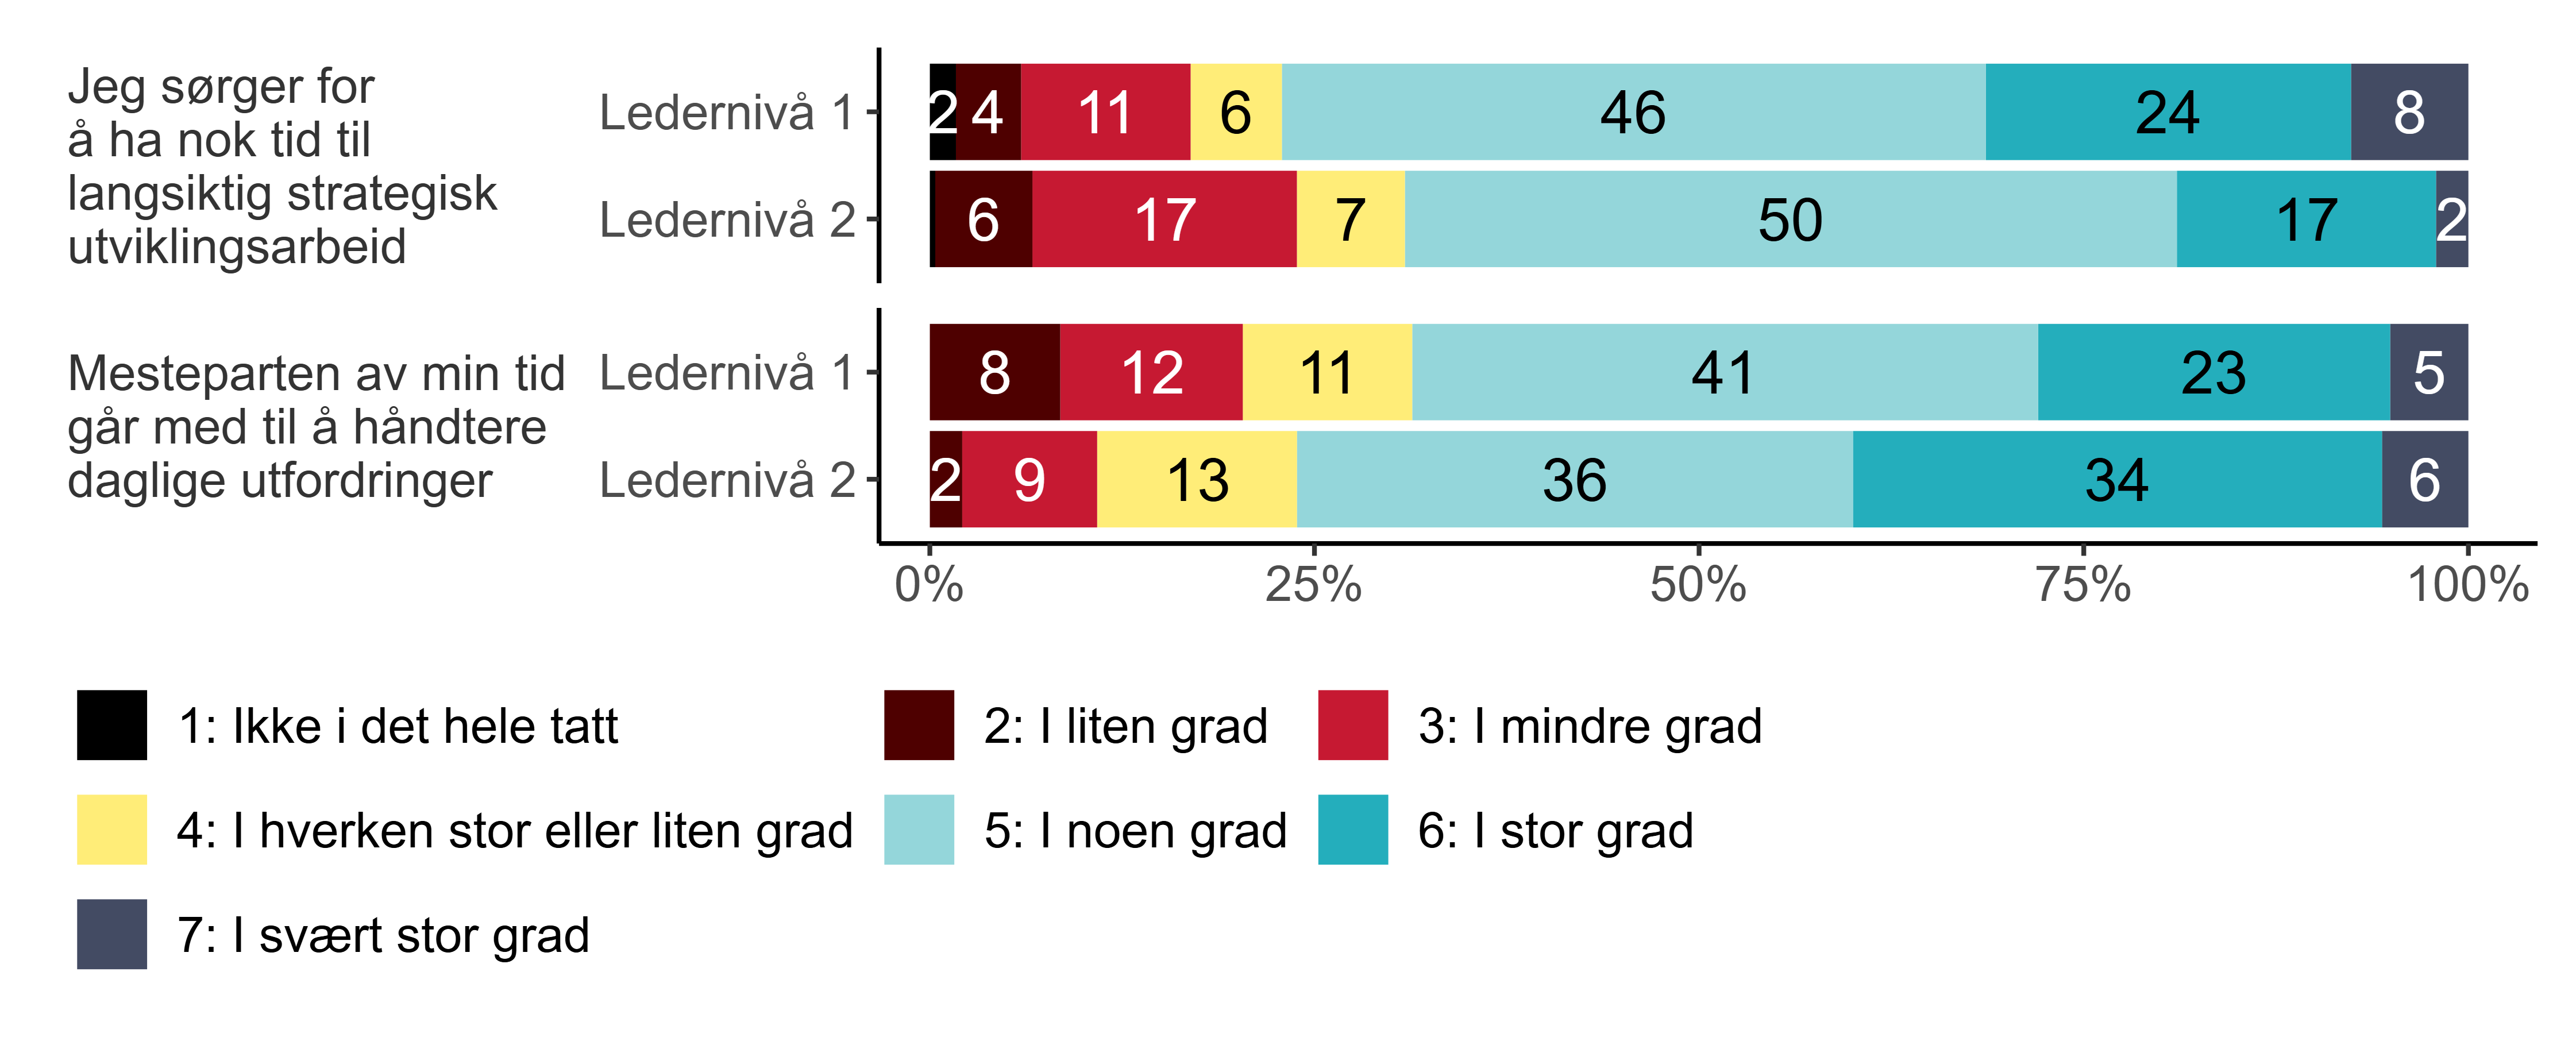 Jeg sørger for
å ha nok tid til
langsiktig strategisk
utviklingsarbeid
Ledernivå 1
2 4 11 6 46 24 8
Ledernivå 2
6 17 7 50 17 2
Mesteparten av min tid
går med til å håndtere
daglige utfordringer
Ledernivå 1
8 12 11 41 23 5
Ledernivå 2
2 9 13 36 34 6
0% 25% 50% 75% 100%
1: Ikke i det hele tatt 2: I liten grad 3: I mindre grad
4: I hverken stor eller liten grad 5: I noen grad 6: I stor grad
7: I svært stor grad